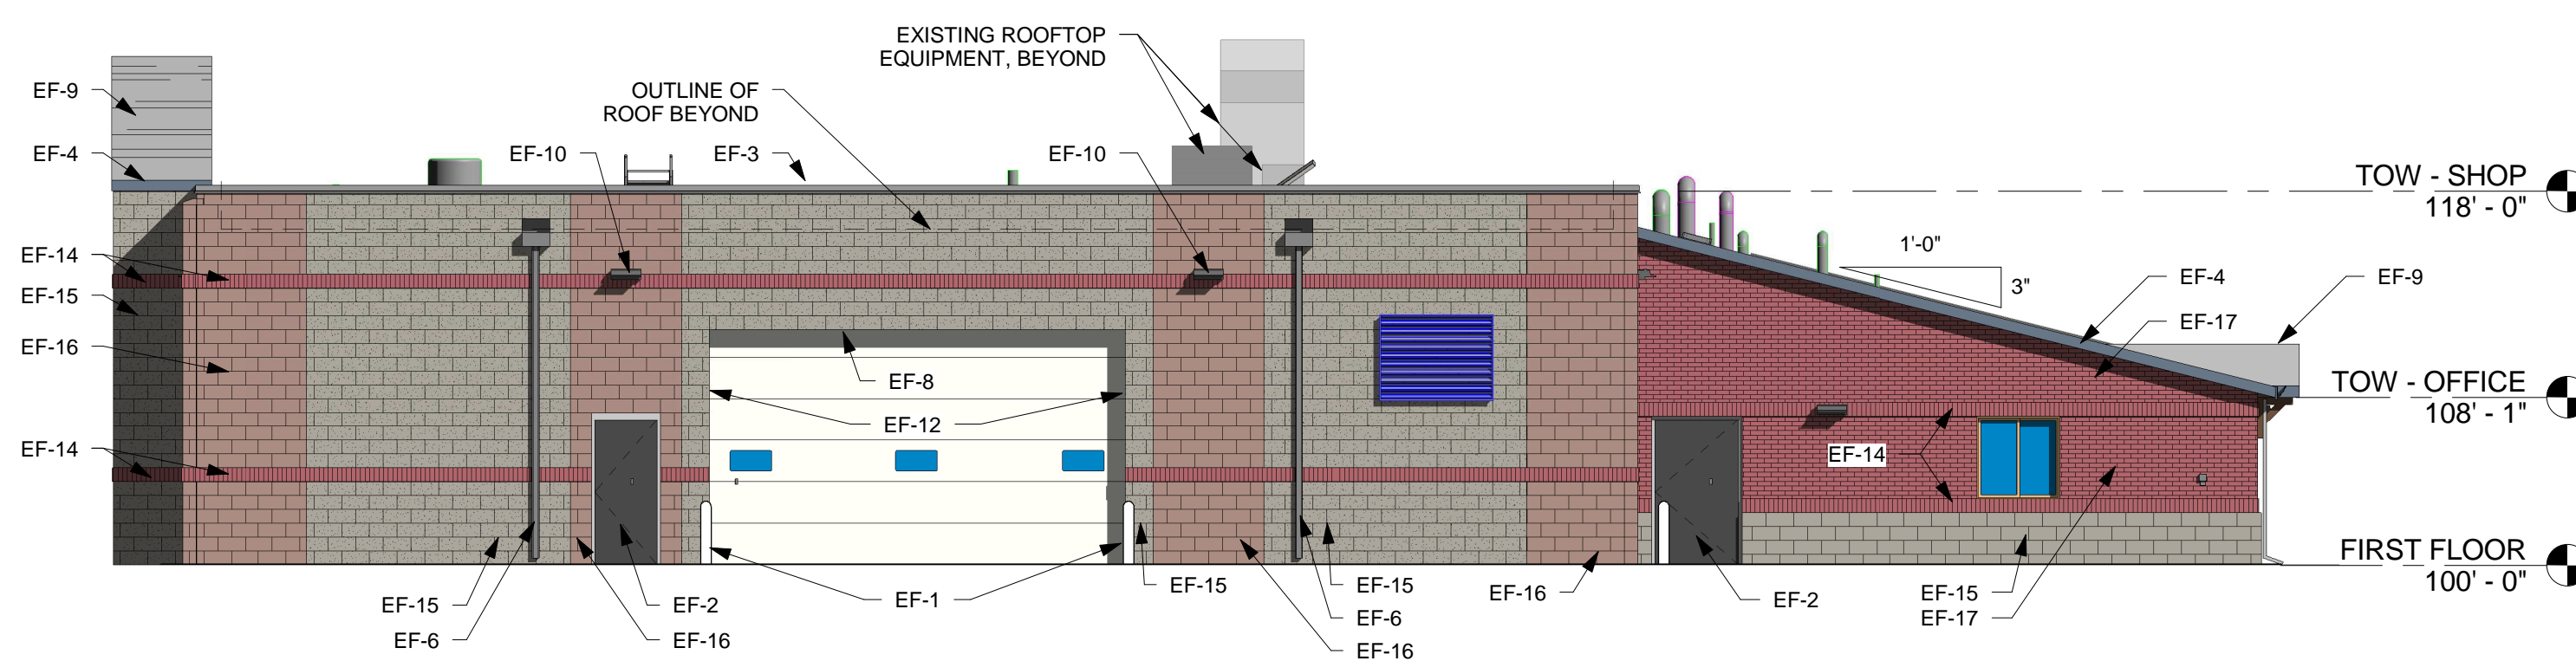 EXISTING ROOFTOP
EQUIPMENT, BEYOND
OUTLINE OF
ROOF BEYOND
EF-9
EF-4
EF-10
EF-3
EF-10
TOW - SHOP
118' - 0"
EF-14
EF-15
EF-16
1'-0"
3"
EF-4
EF-9
EF-17
EF-8
EF-12
TOW - OFFICE
108' - 1"
EF-14
EF-14
FIRST FLOOR
100' - 0"
EF-15
EF-6
EF-2
EF-16
EF-1
EF-15
EF-15
EF-6
EF-16
EF-16
EF-2
EF-15
EF-17